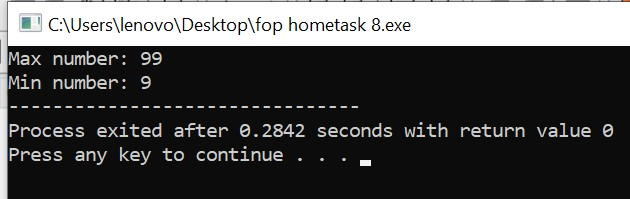 C:\Users\lenovo\Desktop\fop hometask 8.exe
Max number: 99
Min number: 9
--------------------------------
Process exited after 0.2842 seconds with return value 0
Press any key to continue . . .